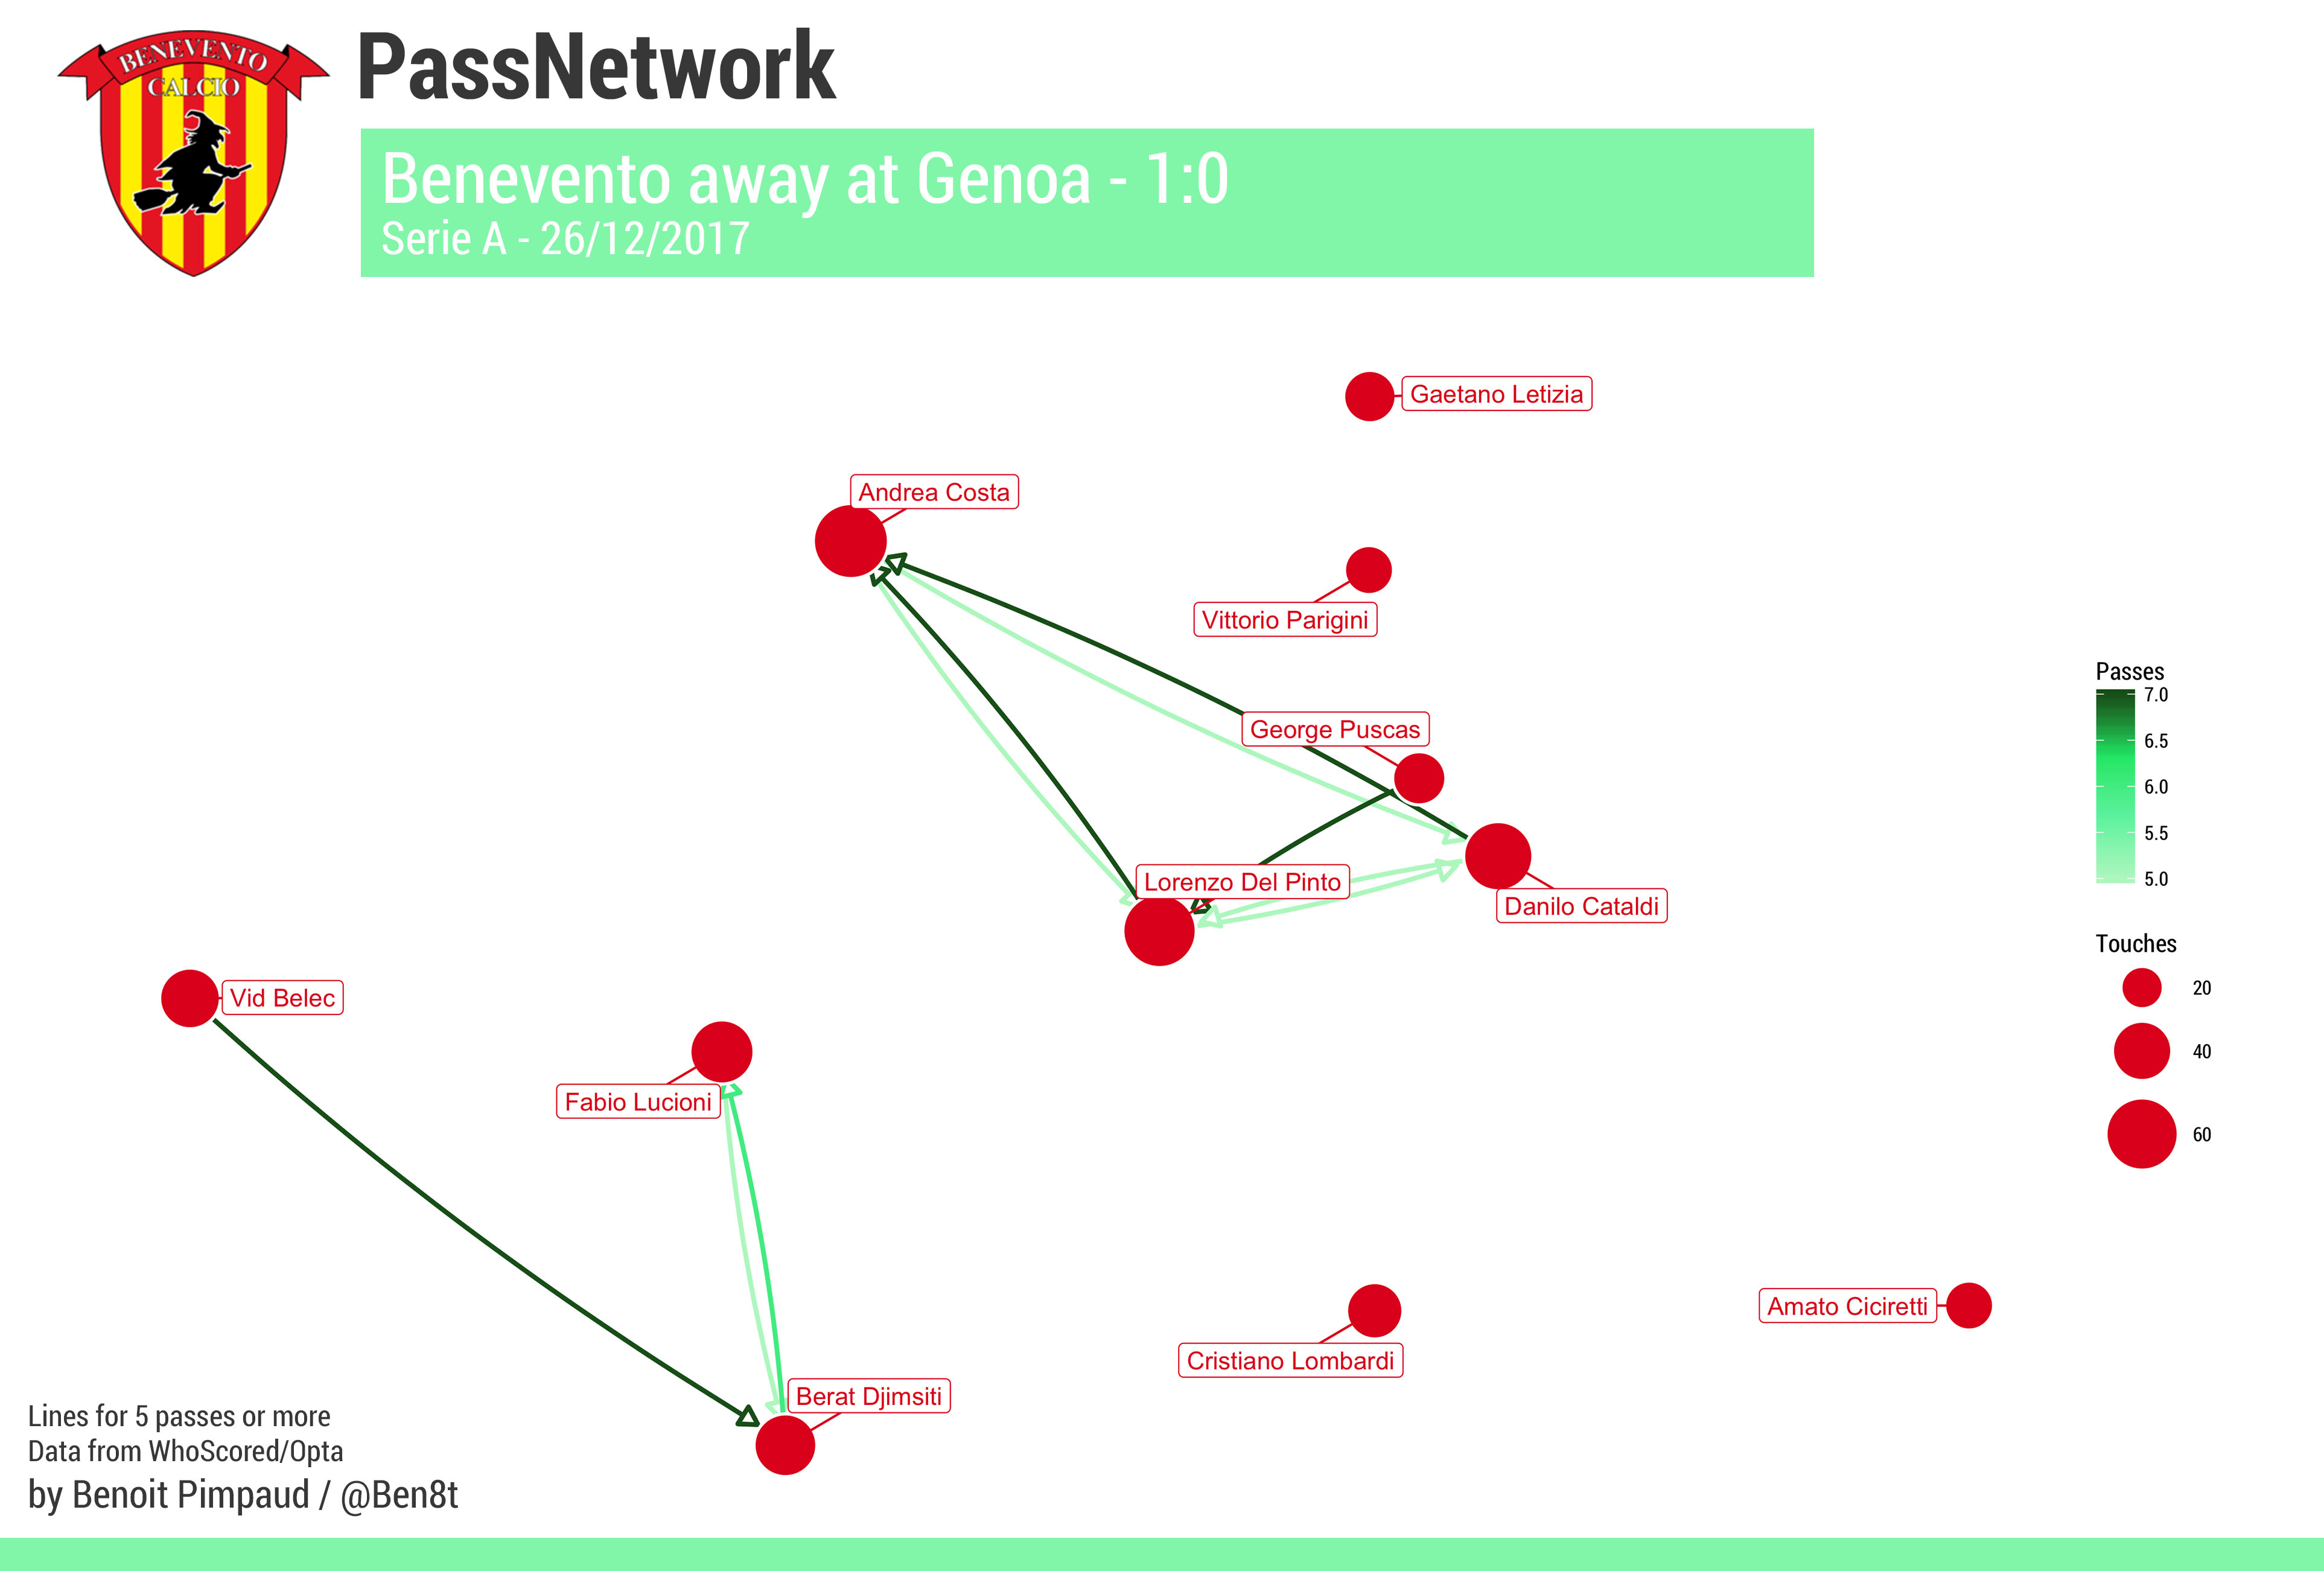 BENEVENTO
CALCIO
PassNetwork
Benevento away at Genoa - 1:0
Serie A - 26/12/2017
Gaetano Letizia
Andrea Costa
Vittorio Parigini
George Puscas
Lorenzo Del Pinto
Danilo Cataldi
Vid Belec
Fabio Lucioni
Berat Djimsiti
Cristiano Lombardi
Amato Ciciretti
Passes
7.0
6.5
6.0
5.5
5.0
Touches
20
40
60
Lines for 5 passes or more
Data from WhoScored/Opta
by Benoit Pimpaud / @Ben8t